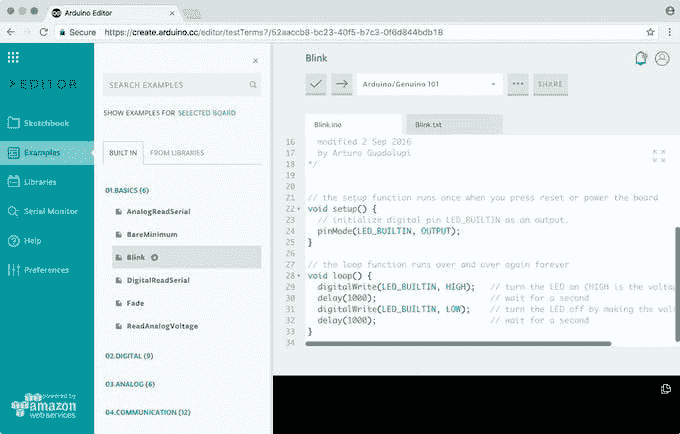 Arduino Editor
Secure https://create.arduino.cc/editor/testTerms7/52aaccb8-bc23-40f5-b7c3-0f6d844bdb18
EDITOR
Sketchbook
Examples
Libraries
Serial Monitor
Help
Preferences
powered by
amazon
web services
SEARCH EXAMPLES
SHOW EXAMPLES FOR SELECTED BOARD
BUILT IN FROM LIBRARIES
01.BASICS (6)
AnalogReadSerial
BareMinimum
Blink
DigitalReadSerial
Fade
ReadAnalogVoltage
02.DIGITAL (9)
03.ANALOG (6)
04.COMMUNICATION (12)
Blink
Arduino/Genuino 101 SHARE
Blink.ino Blink.txt
16 modified 2 Sep 2016
17 by Arturo Guadalupi
18 */
19
20
21 // the setup function runs once when you press reset or power the board
22 void setup() {
23 // initialize digital pin LED_BUILTIN as an output.
24 pinMode(LED_BUILTIN, OUTPUT);
25 }
26
27 // the loop function runs over and over again forever
28 void loop() {
29 digitalWrite(LED_BUILTIN, HIGH); // turn the LED on (HIGH is the voltag
30 delay(1000); // wait for a second
31 digitalWrite(LED_BUILTIN, LOW); // turn the LED off by making the volt
32 delay(1000); // wait for a second
33 }
34